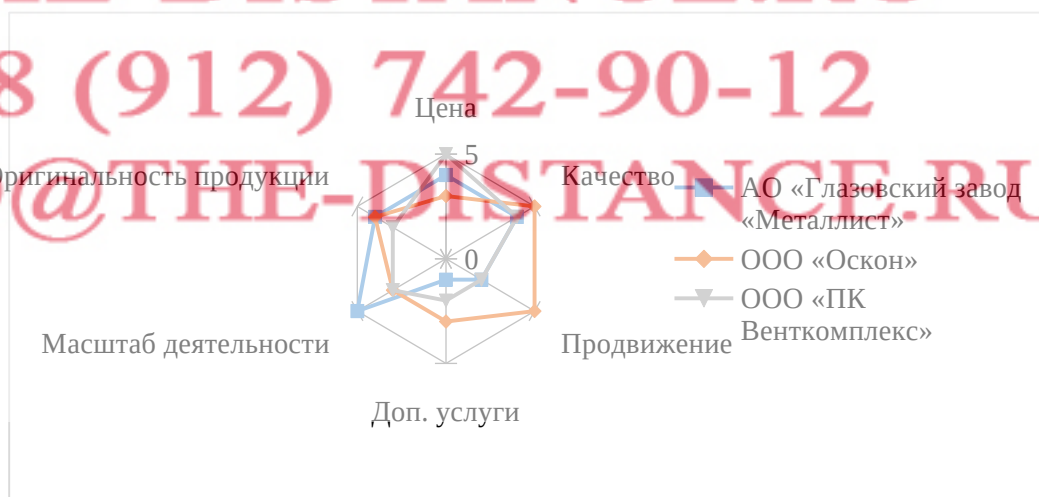 8 (912) 742-90-12
Цена
5
Оригинальность продукции
Качество
@THE-DISTANCE.RU
АО «Глазовский завод
«Металлист»
0
ООО «Оскон»
ООО «ПК
Венткомплекс»
Масштаб деятельности
Продвижение
Доп. услуги